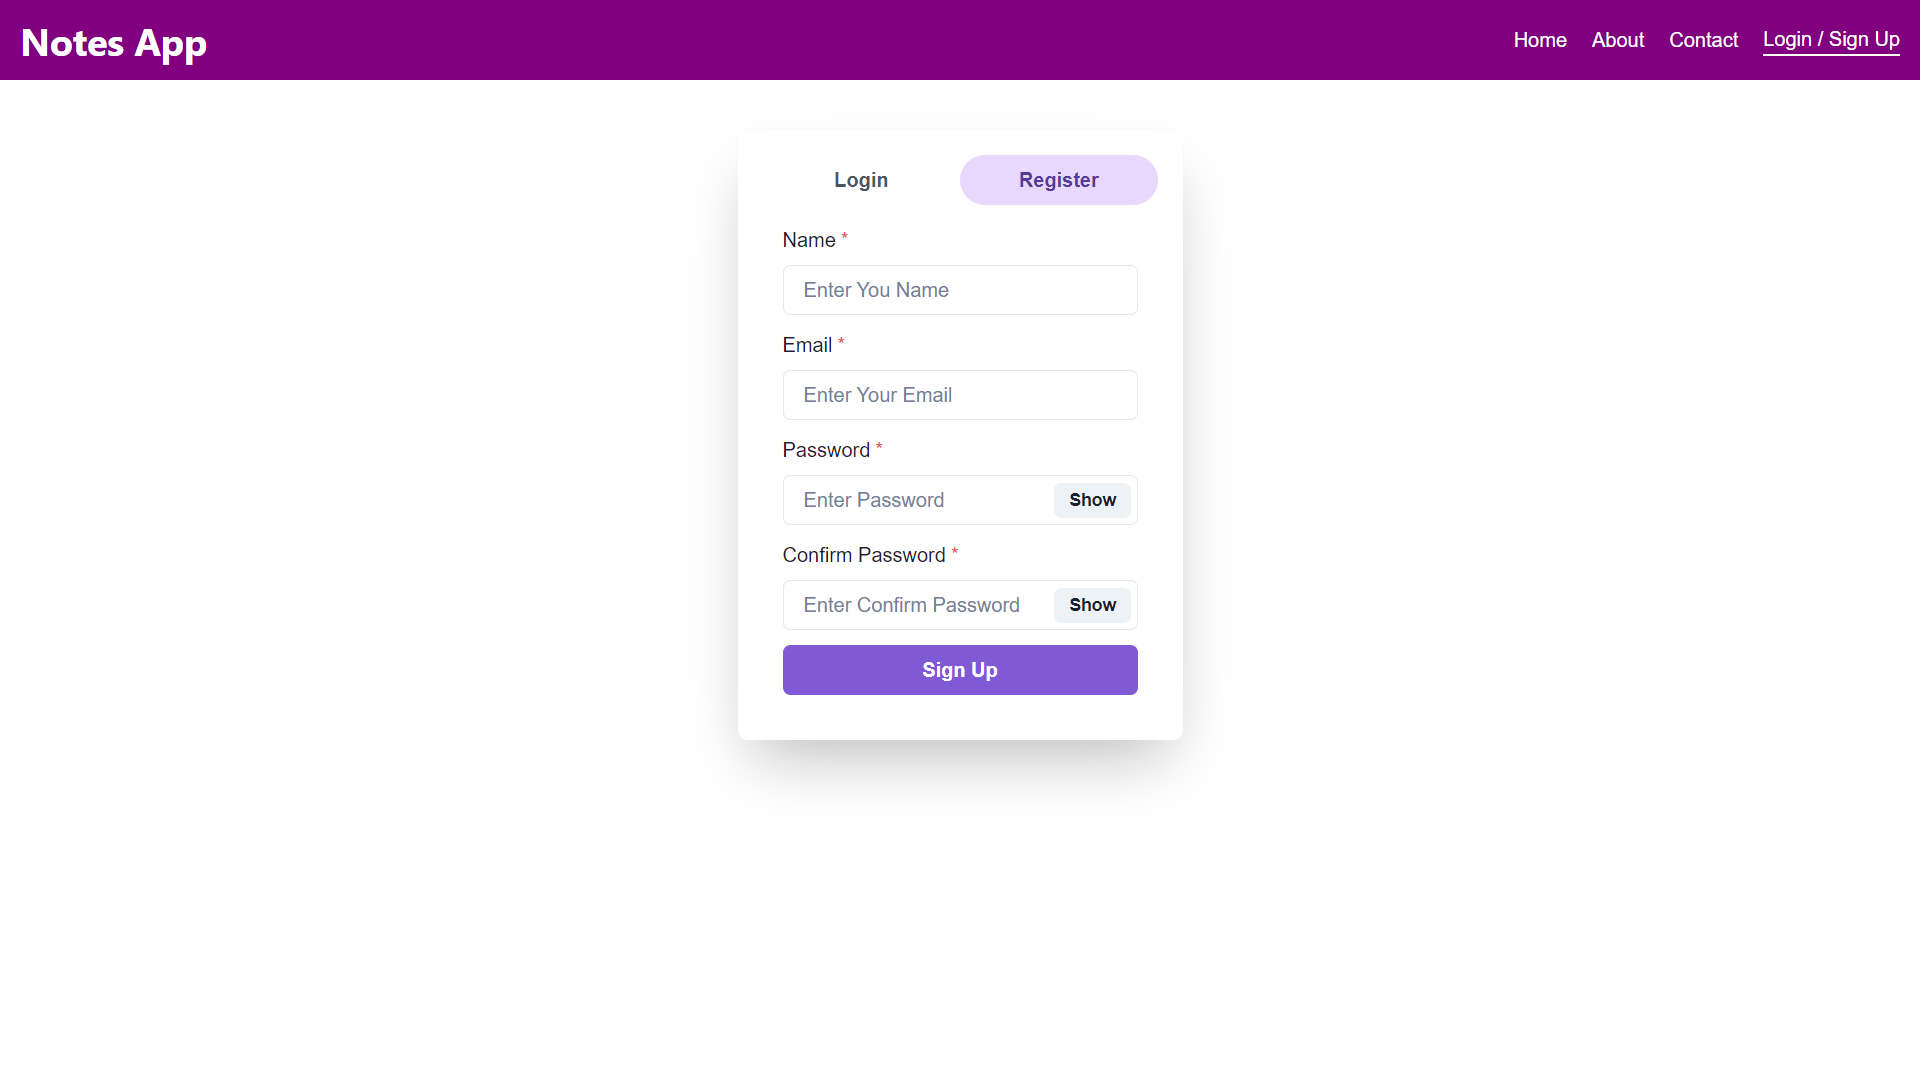 Notes App
Home About Contact Login / Sign Up
Login Register
Name *
Enter You Name
Email *
Enter Your Email
Password *
Enter Password Show
Confirm Password *
Enter Confirm Password Show
Sign Up